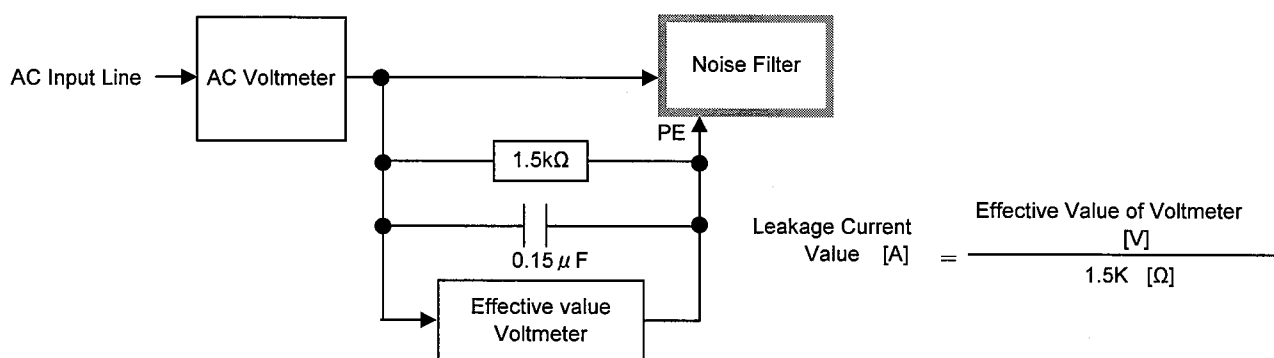 AC Input Line
AC Voltmeter
Noise Filter
PE
1.5kΩ
0.15μF
Effective value
Voltmeter
Leakage Current
Value [A]
=
Effective Value of Voltmeter
[V]
1.5K [Ω]